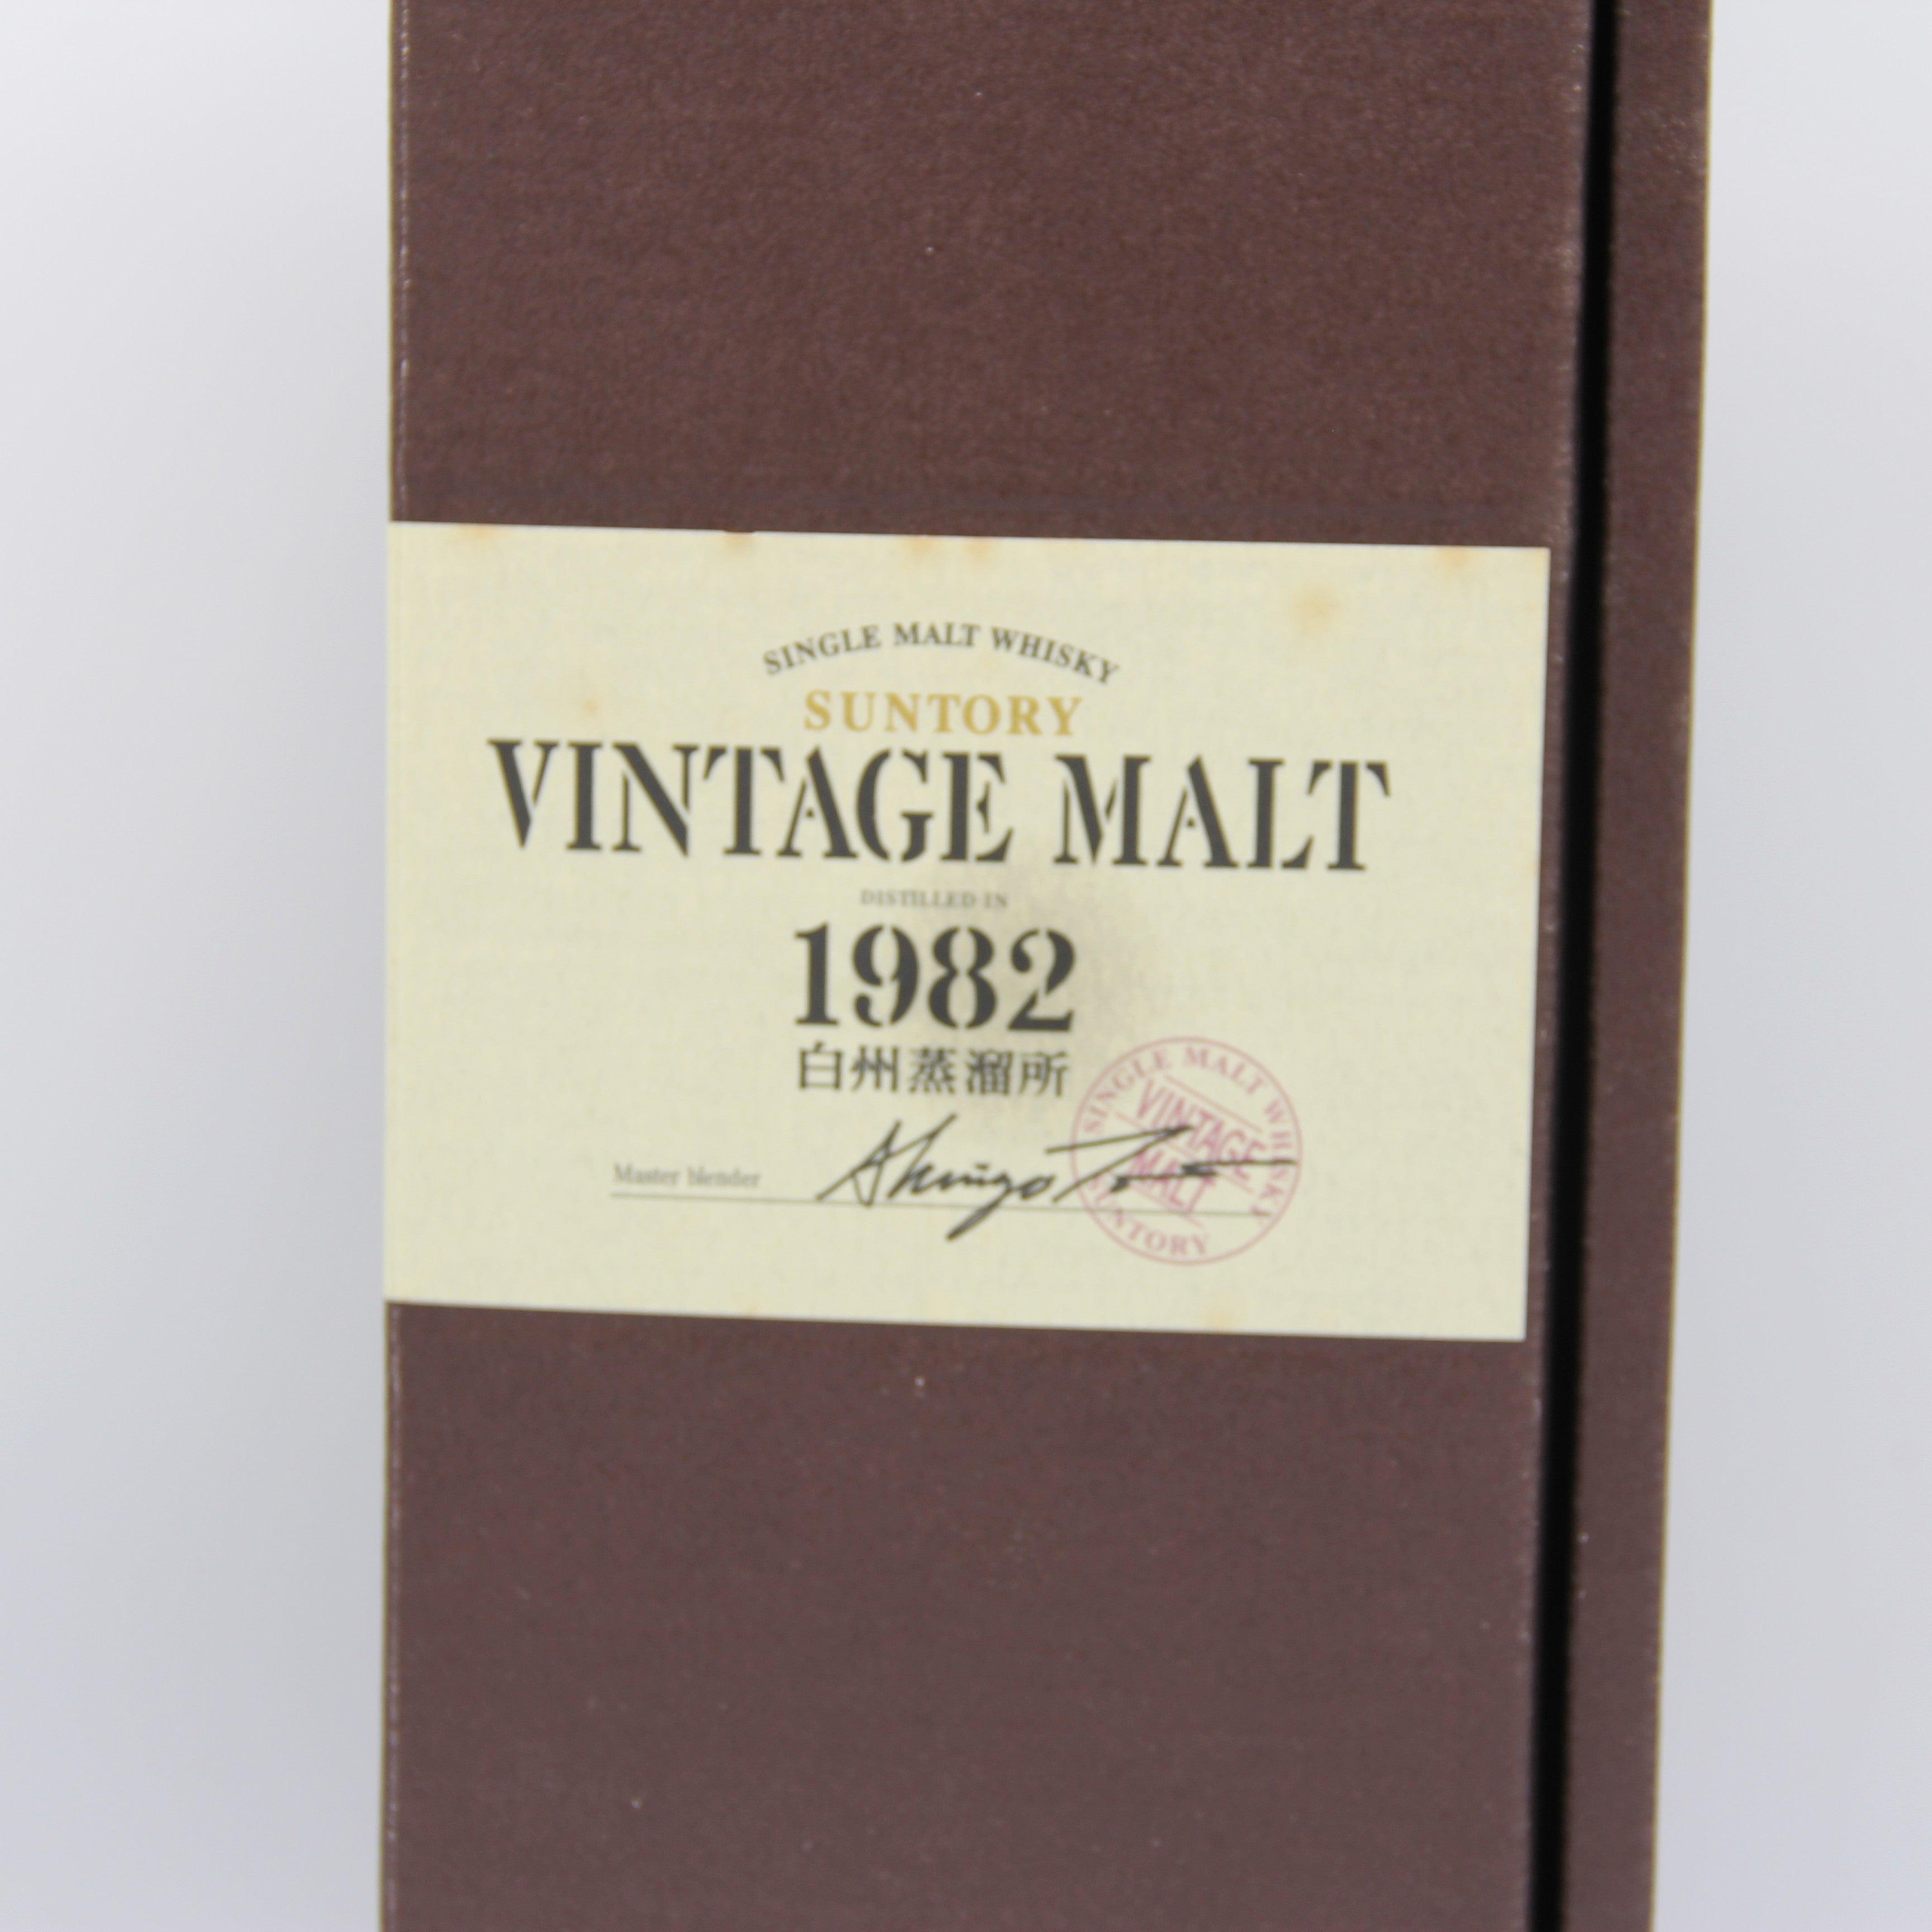 SINGLE MALT WHISKY
SUNTORY
VINTAGE MALT
DISTILLED IN
1982
白州蒸溜所
Master blender
SINGLE MALT WHISKY
VINTAGE
MALT
SUNTORY